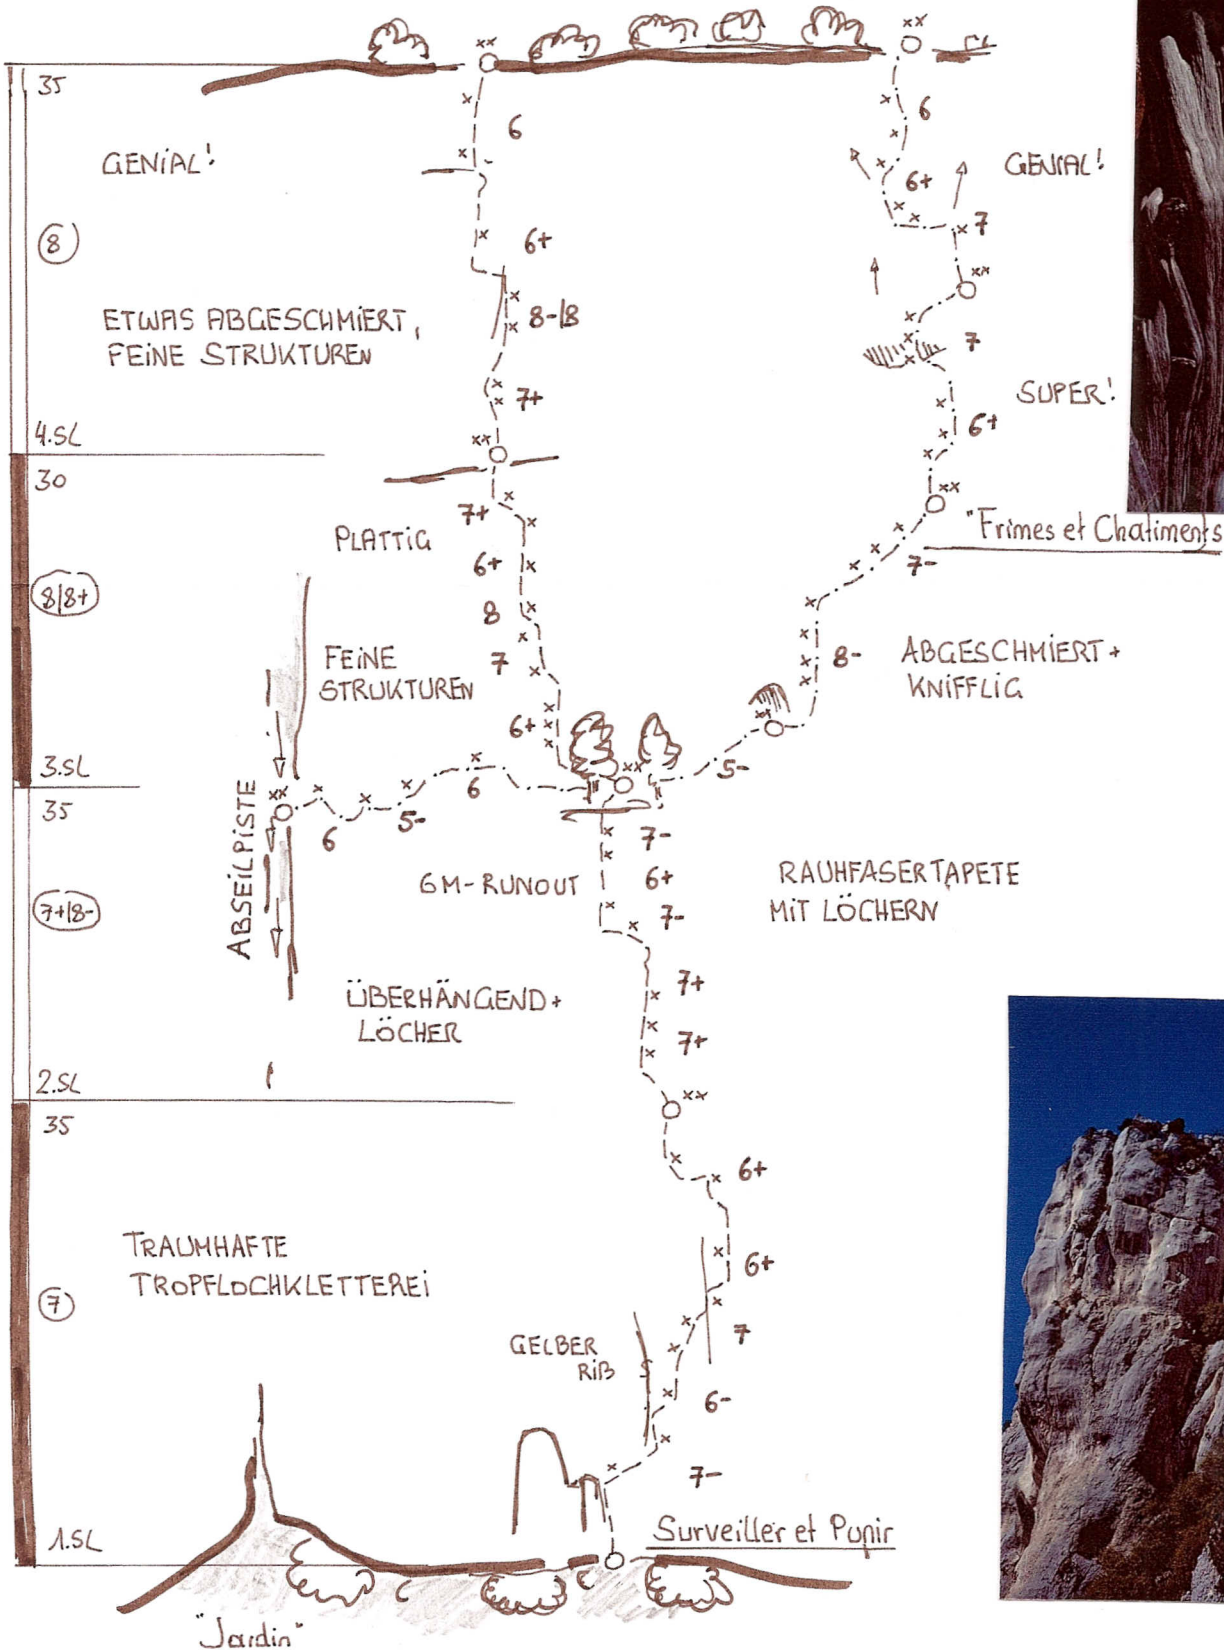 35
6
6
GENIAL!
6+
GENIAL!
7
8
6+
ETWAS ABGESCHMIERT,
FEINE STRUKTUREN
8-/8
7
7+
SUPER!
6+
4.SL
30
7+
PLATTIG
"Frimes et Chatiments
7-
6+
8/8+
8
FEINE
STRUKTUREN
7
8-
ABGESCHMIERT +
KNIFFLIG
6+
5-
3.SL
6
35
ABSEILPISTE
6
5-
7-
6M-RUNOUT
6+
RAUHFASERTAPETE
MIT LÖCHERN
7+/8-
7-
7+
ÜBERHÄNGEND +
LÖCHER
7+
2.SL
35
6+
TRAUMHAFTE
TROPFLOCHKLETTEREI
6+
7
7
GELBER
RIß
6-
7-
1.SL
Surveiller et Punir
"Jardin"